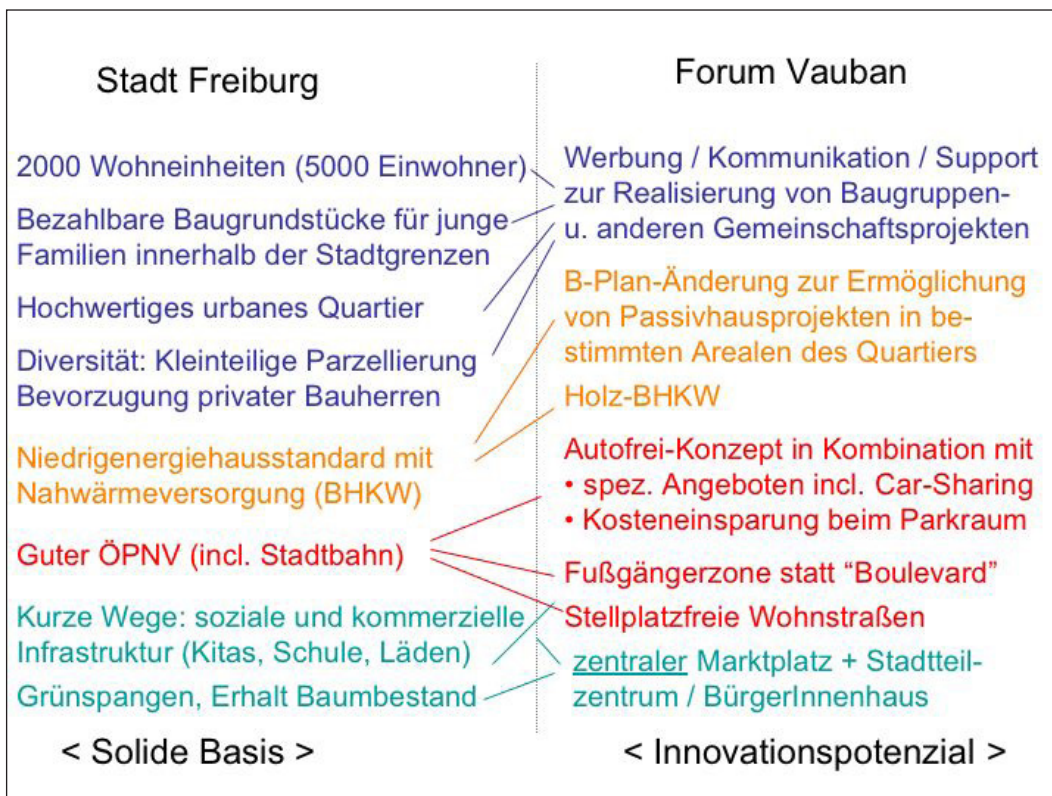 Stadt Freiburg
2000 Wohneinheiten (5000 Einwohner)
Bezahlbare Baugrundstücke für junge
Familien innerhalb der Stadtgrenzen
Hochwertiges urbanes Quartier
Diversität: Kleinteilige Parzellierung
Bevorzugung privater Bauherren
Niedrigenergiehausstandard mit
Nahwärmeversorgung (BHKW)
Guter ÖPNV (incl. Stadtbahn)
Kurze Wege: soziale und kommerzielle
Infrastruktur (Kitas, Schule, Läden)
Grünspangen, Erhalt Baumbestand
< Solide Basis >
Forum Vauban
Werbung / Kommunikation / Support
zur Realisierung von Baugruppen-
u. anderen Gemeinschaftsprojekten
B-Plan-Änderung zur Ermöglichung
von Passivhausprojekten in be-
stimmten Arealen des Quartiers
Holz-BHKW
Autofrei-Konzept in Kombination mit
• spez. Angeboten incl. Car-Sharing
• Kosteneinsparung beim Parkraum
Fußgängerzone statt “Boulevard”
Stellplatzfreie Wohnstraßen
zentraler Marktplatz + Stadtteil-
zentrum / BürgerInnenhaus
< Innovationspotenzial >